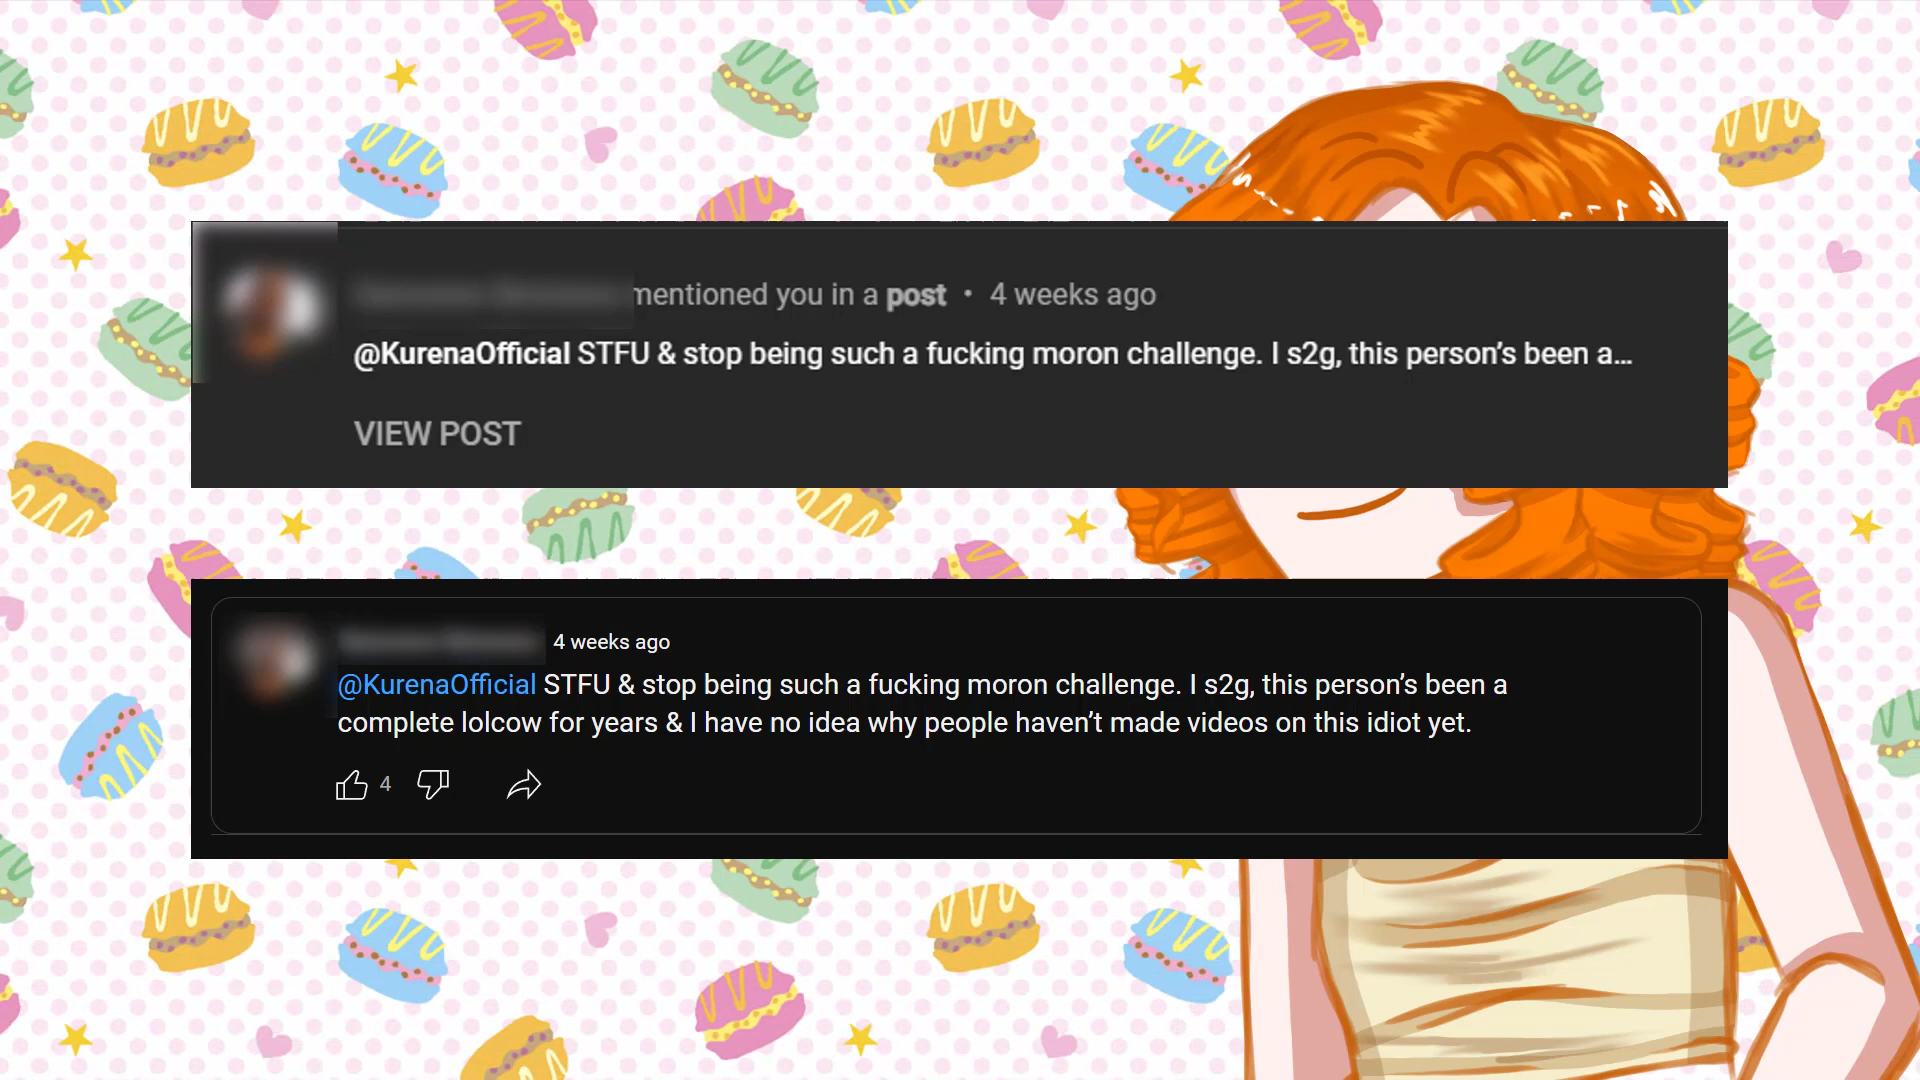 mentioned you in a post • 4 weeks ago
@KurenaOfficial STFU & stop being such a fucking moron challenge. I s2g, this person’s been a...
VIEW POST
4 weeks ago
@KurenaOfficial STFU & stop being such a fucking moron challenge. I s2g, this person’s been a
complete lolcow for years & I have no idea why people haven’t made videos on this idiot yet.
4